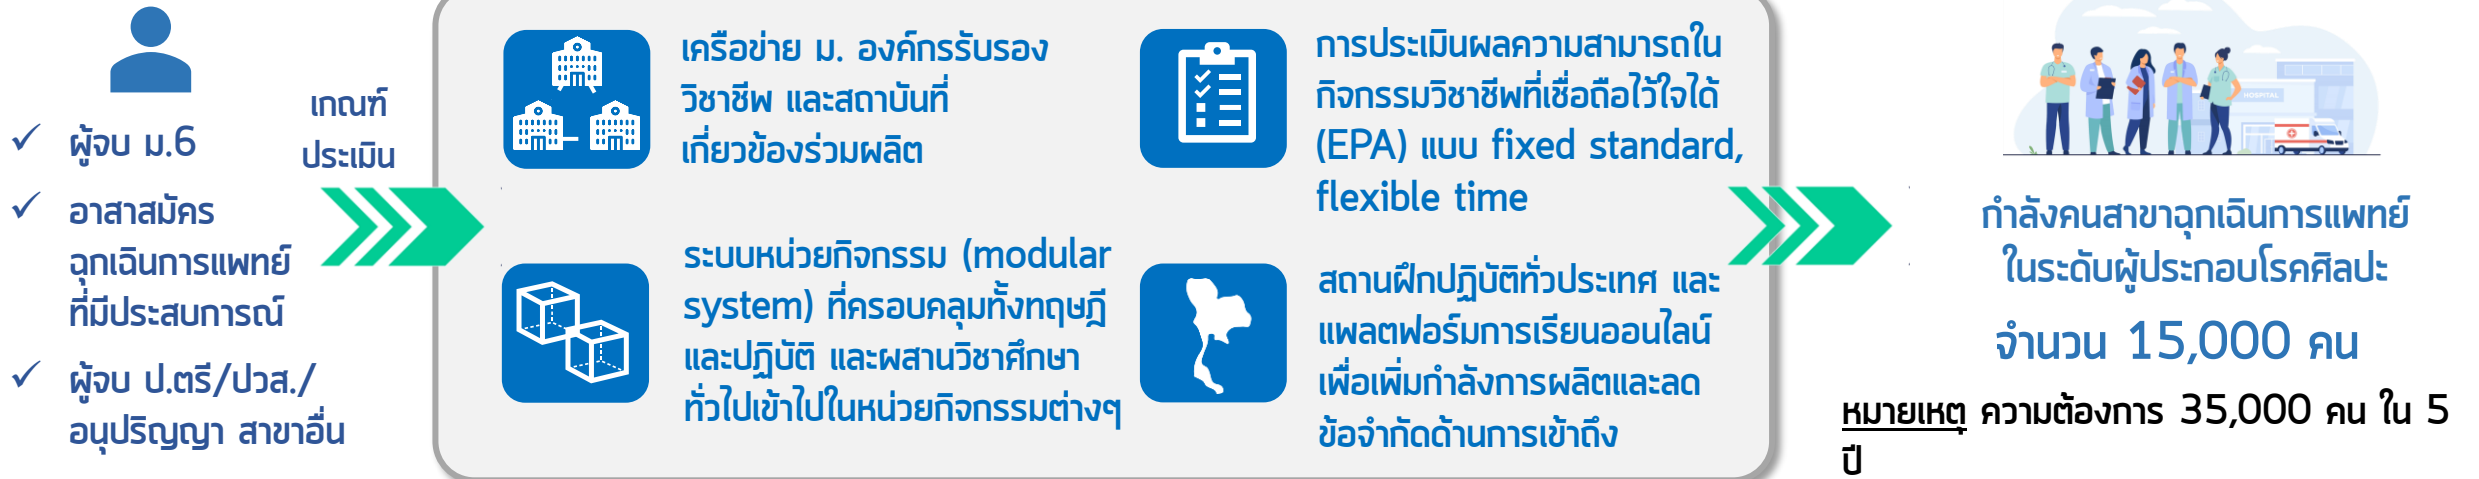 ผู้จบ ม.6
อาสาสมัคร
ฉุกเฉินการแพทย์
ที่มีประสบการณ์
ผู้จบ ป.ตรี/ปวส./
อนุปริญญา สาขาอื่น
เกณฑ์
ประเมิน
เครือข่าย ม. องค์กรรับรอง
วิชาชีพ และสถาบันที่
เกี่ยวข้องร่วมผลิต
การประเมินผลความสามารถใน
กิจกรรมวิชาชีพที่เชื่อถือไว้ใจได้
(EPA) แบบ fixed standard,
flexible time
ระบบหน่วยกิจกรรม (modular
system) ที่ครอบคลุมทั้งทฤษฎี
และปฏิบัติ และผสานวิชาศึกษา
ทั่วไปเข้าไปในหน่วยกิจกรรมต่างๆ
สถานฝึกปฏิบัติทั่วประเทศ และ
แพลตฟอร์มการเรียนออนไลน์
เพื่อเพิ่มกำลังการผลิตและลด
ข้อจำกัดด้านการเข้าถึง
HOSPITAL
กำลังคนสาขาฉุกเฉินการแพทย์
ในระดับผู้ประกอบโรคศิลปะ
จำนวน 15,000 คน
หมายเหตุ ความต้องการ 35,000 คน ใน 5
ปี